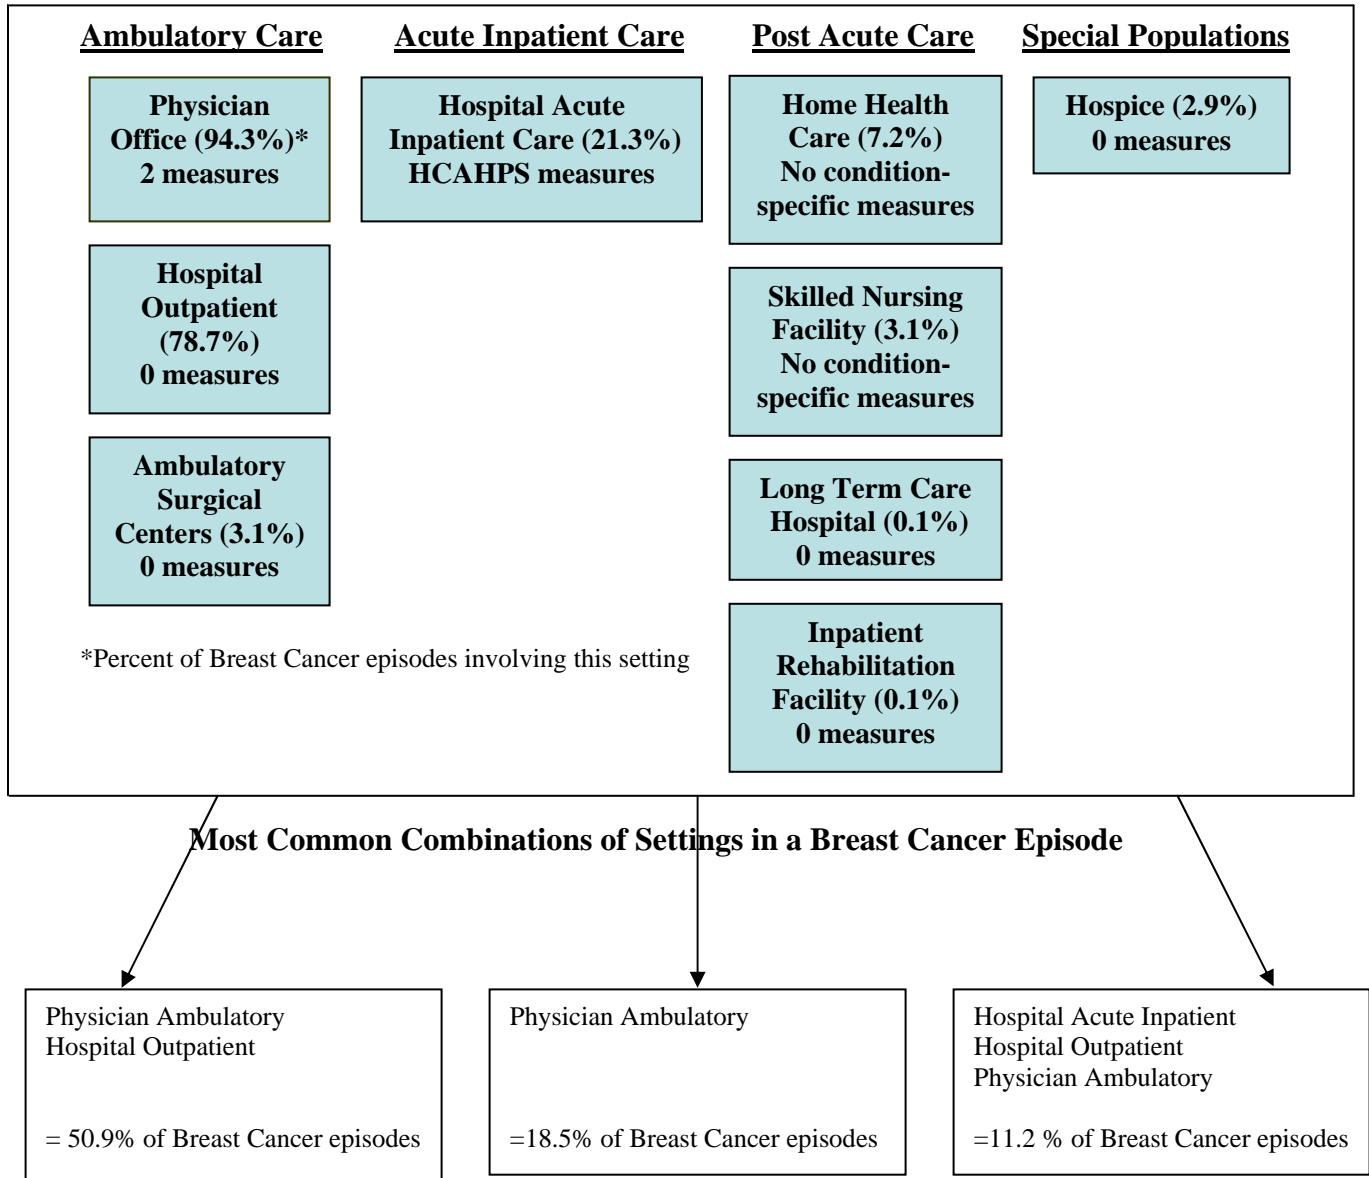 Ambulatory Care
Physician
Office (94.3%)*
2 measures
Hospital
Outpatient
(78.7%)
0 measures
Ambulatory
Surgical
Centers (3.1%)
0 measures
Acute Inpatient Care
Hospital Acute
Inpatient Care (21.3%)
HCAHPS measures
Post Acute Care
Home Health
Care (7.2%)
No condition-
specific measures
Skilled Nursing
Facility (3.1%)
No condition-
specific measures
Long Term Care
Hospital (0.1%)
0 measures
Inpatient
Rehabilitation
Facility (0.1%)
0 measures
Special Populations
Hospice (2.9%)
0 measures
*Percent of Breast Cancer episodes involving this setting
Most Common Combinations of Settings in a Breast Cancer Episode
Physician Ambulatory
Hospital Outpatient
= 50.9% of Breast Cancer episodes
Physician Ambulatory
=18.5% of Breast Cancer episodes
Hospital Acute Inpatient
Hospital Outpatient
Physician Ambulatory
=11.2 % of Breast Cancer episodes